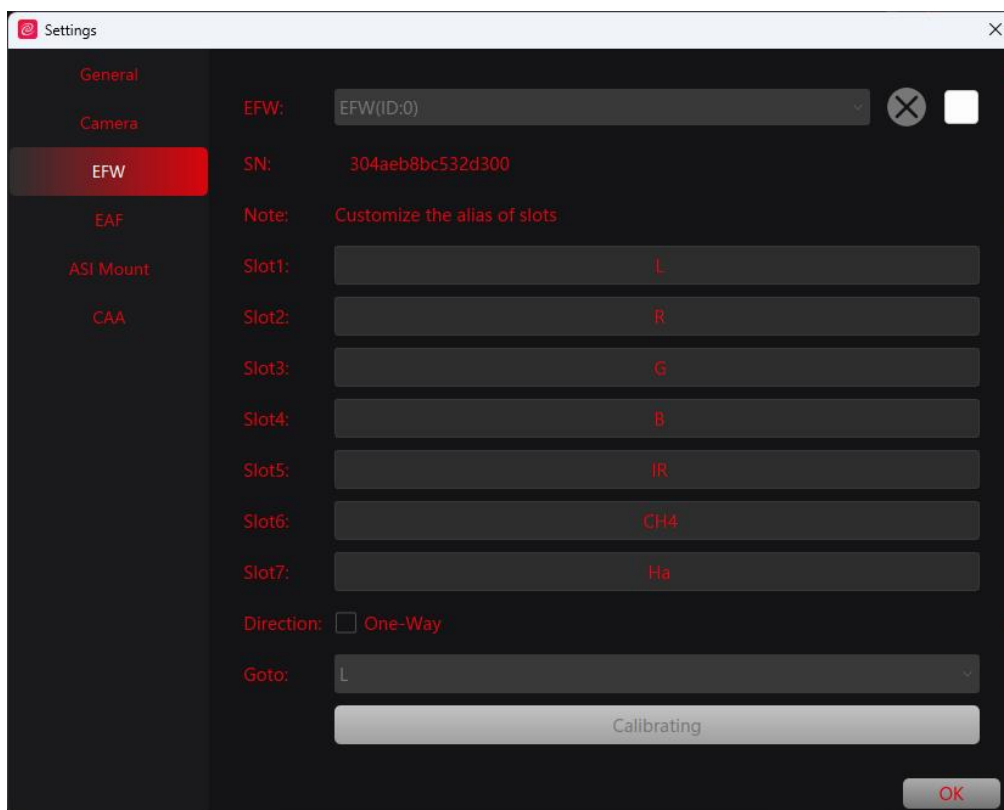 Settings
General
Camera
EFW
EAF
ASI Mount
CAA
EFW: EFW(ID:0)
SN: 304aeb8bc532d300
Note: Customize the alias of slots
Slot1: L
Slot2: R
Slot3: G
Slot4: B
Slot5: IR
Slot6: CH4
Slot7: Ha
Direction: One-Way
Goto: L
Calibrating
OK